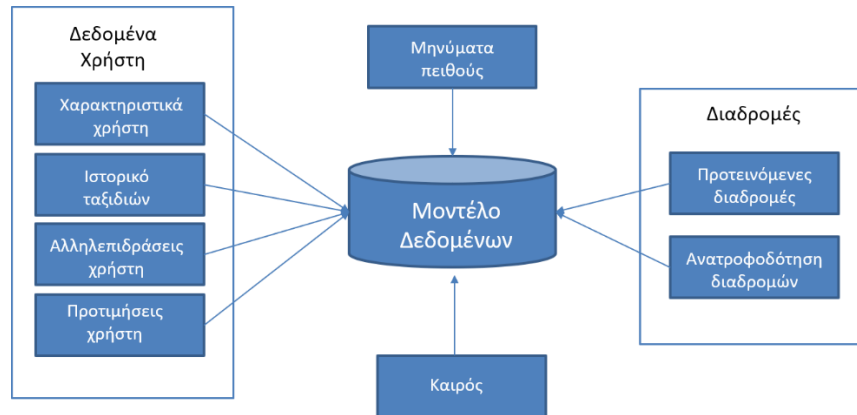 Δεδομένα
Χρήστη
Χαρακτηριστικά
χρήστη
Ιστορικό
ταξιδιών
Αλληλεπιδράσεις
χρήστη
Προτιμήσεις
χρήστη
Μηνύματα
πειθούς
Μοντέλο
Δεδομένων
Καιρός
Διαδρομές
Προτεινόμενες
διαδρομές
Ανατροφοδότηση
διαδρομών